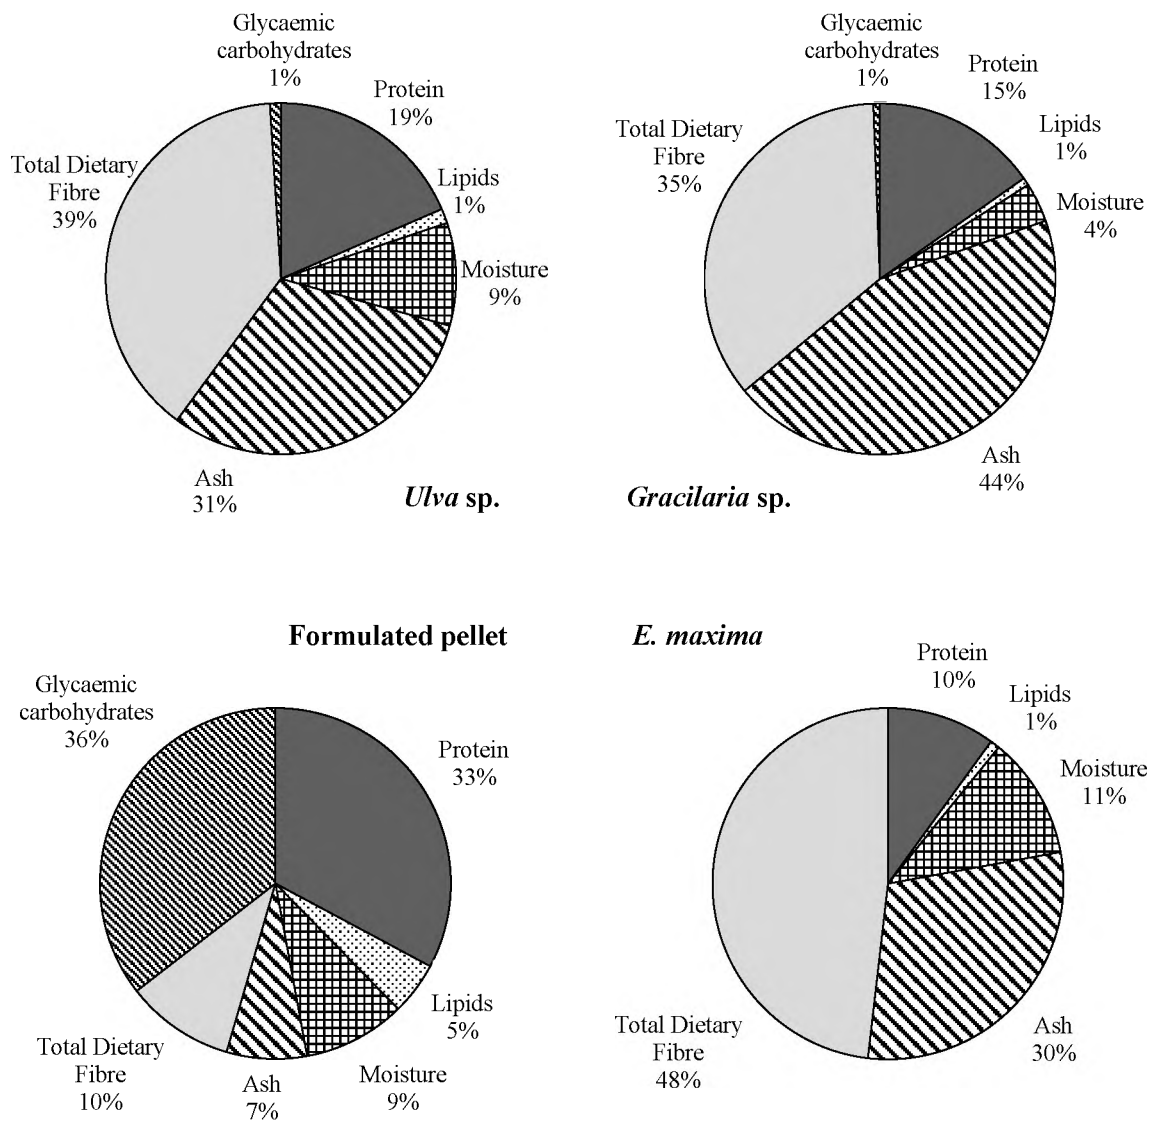 Glycaemic
carbohydrates
1%
Protein
19%
Lipids
1%
Moisture
9%
Ash
31%
Total Dietary
Fibre
39%
Ulva sp.
Glycaemic
carbohydrates
1%
Protein
15%
Lipids
1%
Moisture
4%
Ash
44%
Total Dietary
Fibre
35%
Gracilaria sp.
Formulated pellet
Glycaemic
carbohydrates
36%
Protein
33%
Lipids
5%
Moisture
9%
Ash
7%
Total Dietary
Fibre
10%
E. maxima
Protein
10%
Lipids
1%
Moisture
11%
Ash
30%
Total Dietary
Fibre
48%